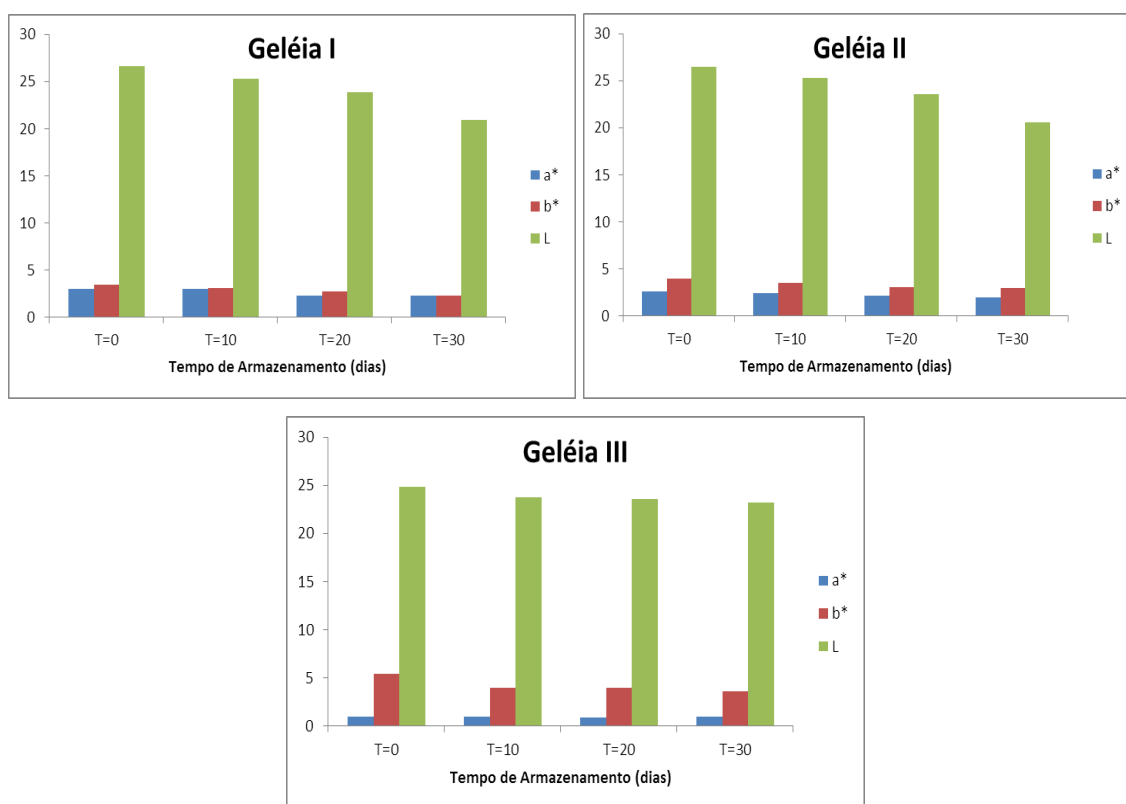 Geléia I
30
25
20
15
10
5
0
T=0 T=10 T=20 T=30
Tempo de Armazenamento (dias)
a*
b*
L
Geléia II
30
25
20
15
10
5
0
T=0 T=10 T=20 T=30
Tempo de Armazenamento (dias)
a*
b*
L
Geléia III
30
25
20
15
10
5
0
T=0 T=10 T=20 T=30
Tempo de Armazenamento (dias)
a*
b*
L